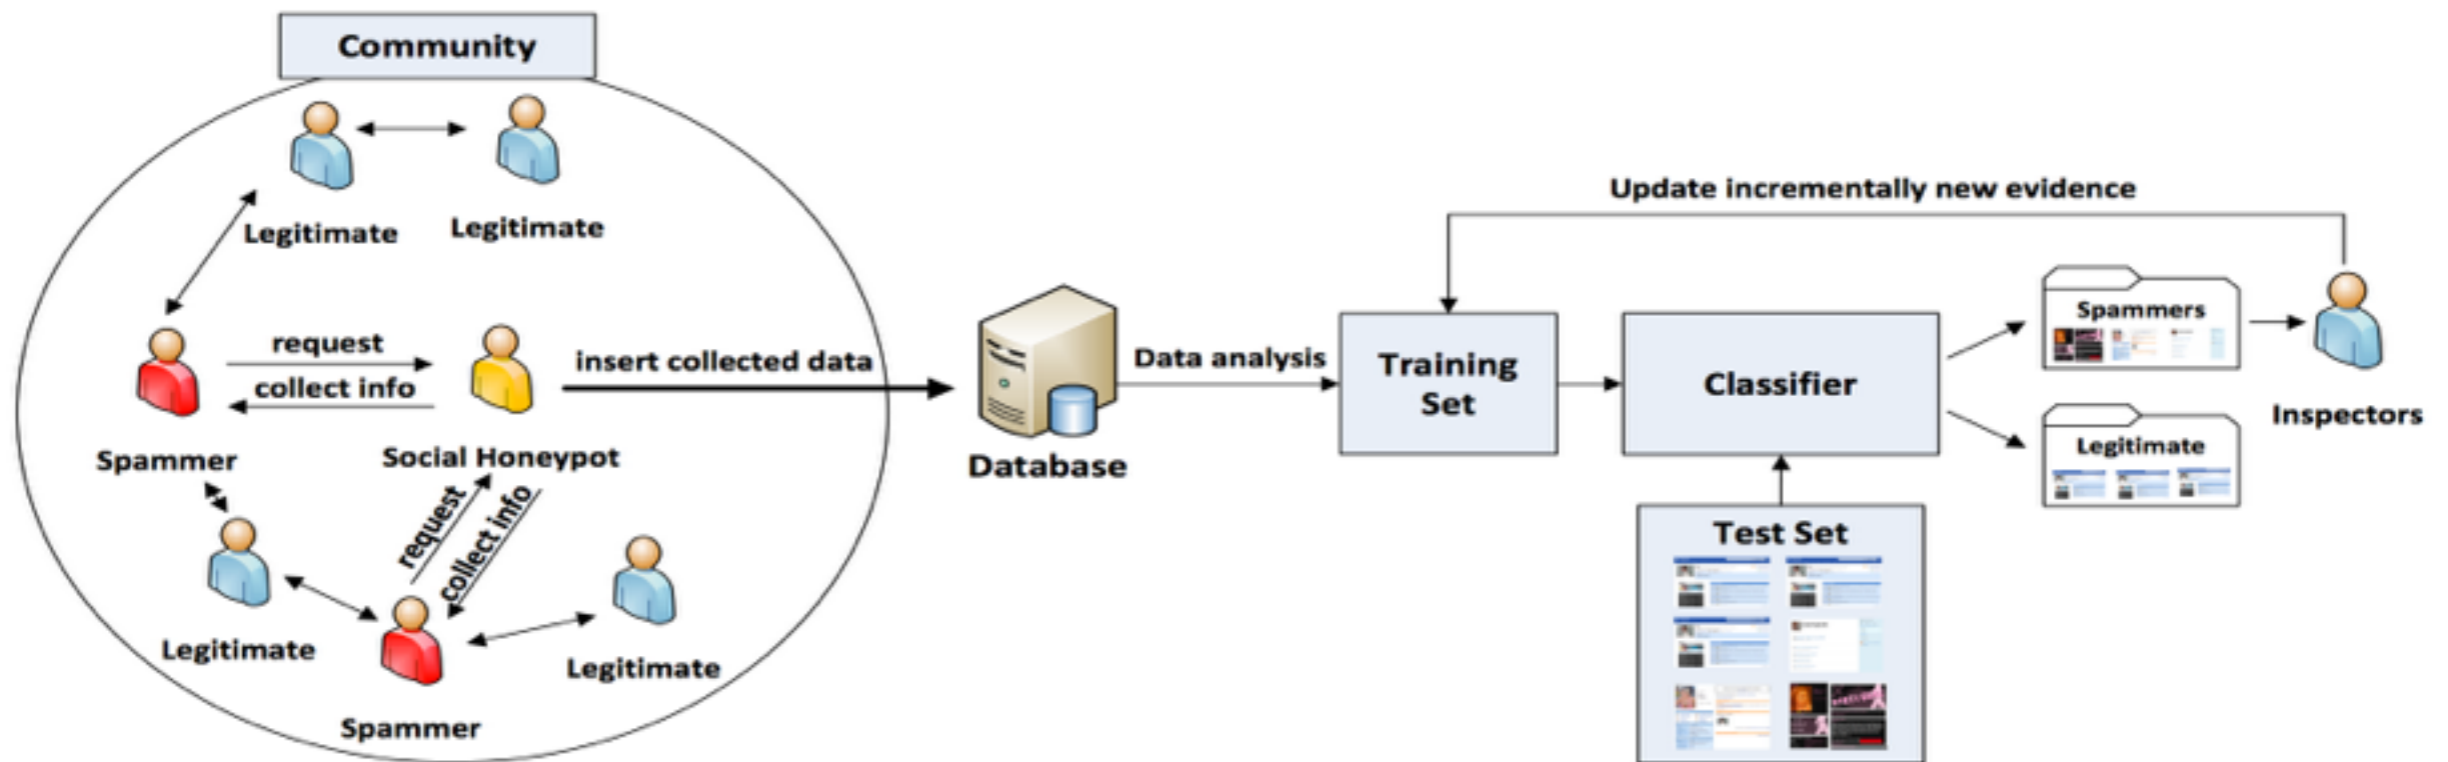 Community
Legitimate
Legitimate
request
collect info
Spammer
Social Honeypot
request
collect info
Legitimate
Legitimate
Spammer
insert collected data
Database
Data analysis
Update incrementally new evidence
Training
Set
Classifier
Test Set
Spammers
Legitimate
Inspectors